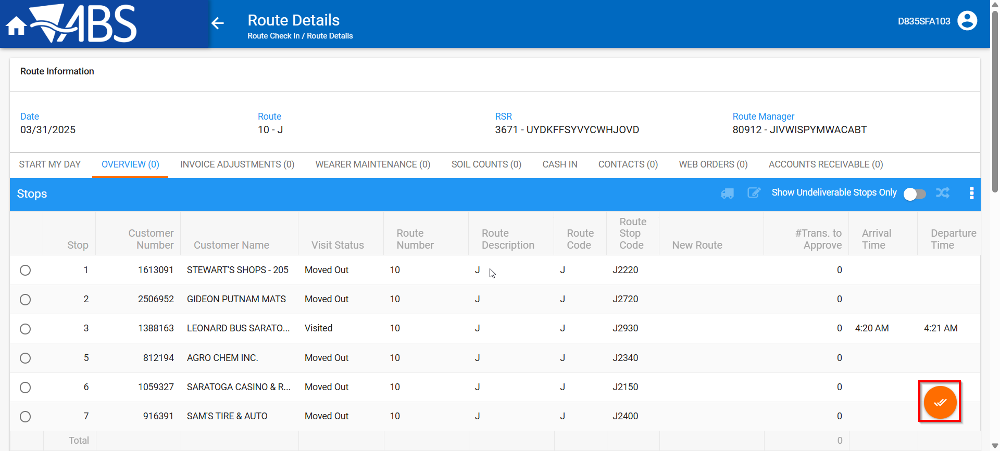 ABS
Route Details
Route Check In / Route Details
D835SFA103
Route Information
Date
03/31/2025
Route
10 - J
RSR
3671 - UYDKFFSYVYCWHJOVD
Route Manager
80912 - JIVWISPYMWACABT
START MY DAY OVERVIEW (0) INVOICE ADJUSTMENTS (0) WEARER MAINTENANCE (0) SOIL COUNTS (0) CASH IN CONTACTS (0) WEB ORDERS (0) ACCOUNTS RECEIVABLE (0)
Stops Show Undeliverable Stops Only
Stop Customer Number Customer Name Visit Status Route Number Route Description Route Code Route Stop Code New Route #Trans. to Approve Arrival Time Departure Time
1 1613091 STEWART'S SHOPS - 205 Moved Out 10 J J J2220 0
2 2506952 GIDEON PUTNAM MATS Moved Out 10 J J J2720 0
3 1388163 LEONARD BUS SARATO... Visited 10 J J J2930 0 4:20 AM 4:21 AM
5 812194 AGRO CHEM INC. Moved Out 10 J J J2340 0
6 1059327 SARATOGA CASINO & R... Moved Out 10 J J J2150 0
7 916391 SAM'S TIRE & AUTO Moved Out 10 J J J2400 0
Total 0